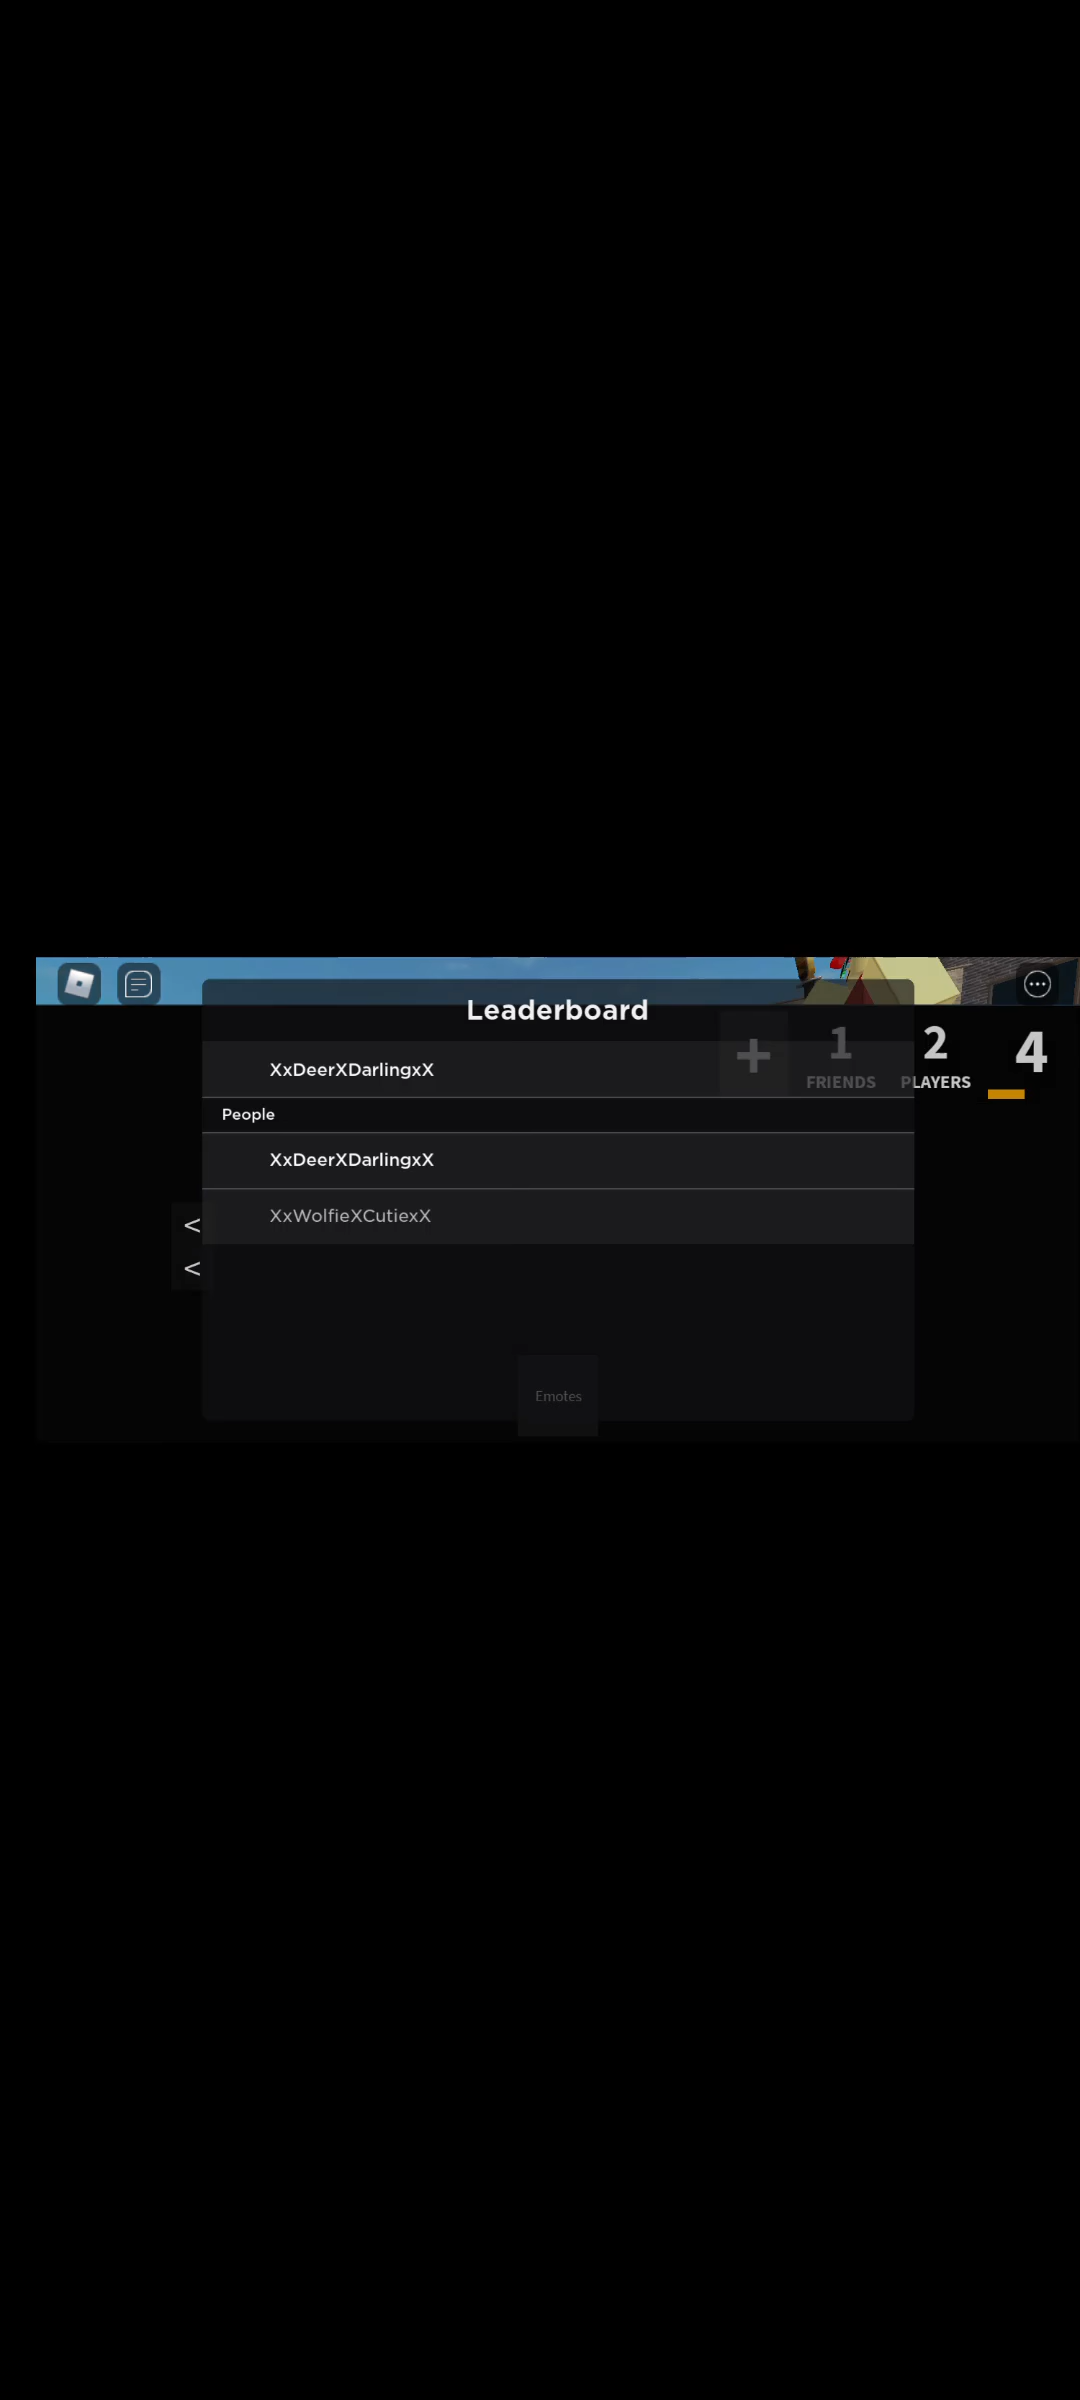 Leaderboard
XxDeerXDarlingxX
+
1
FRIENDS
2
PLAYERS
4
People
XxDeerXDarlingxX
XxWolfieXCutiexX
<
<
Emotes